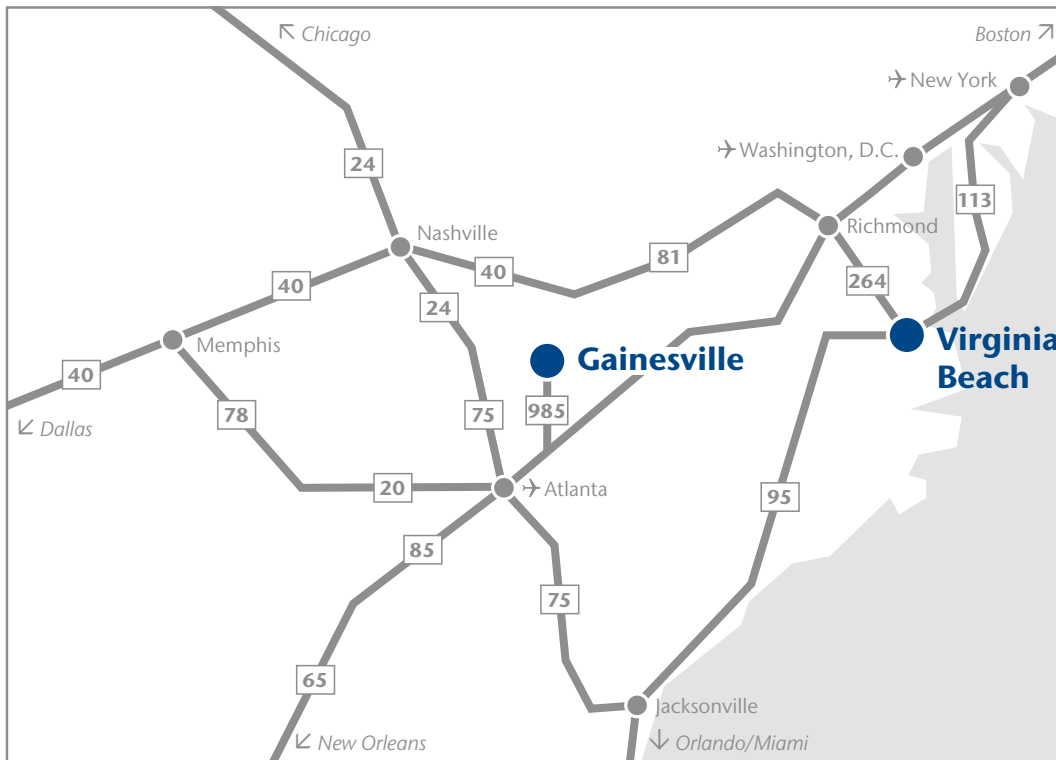 ↖ Chicago
Boston ↗
New York
24
Washington, D.C.
113
Nashville
Richmond
81
40
264
40
24
Virginia
Beach
Memphis
Gainesville
40
78
75
985
↙ Dallas
20
Atlanta
95
85
75
65
Jacksonville
↙ New Orleans
↓ Orlando/Miami